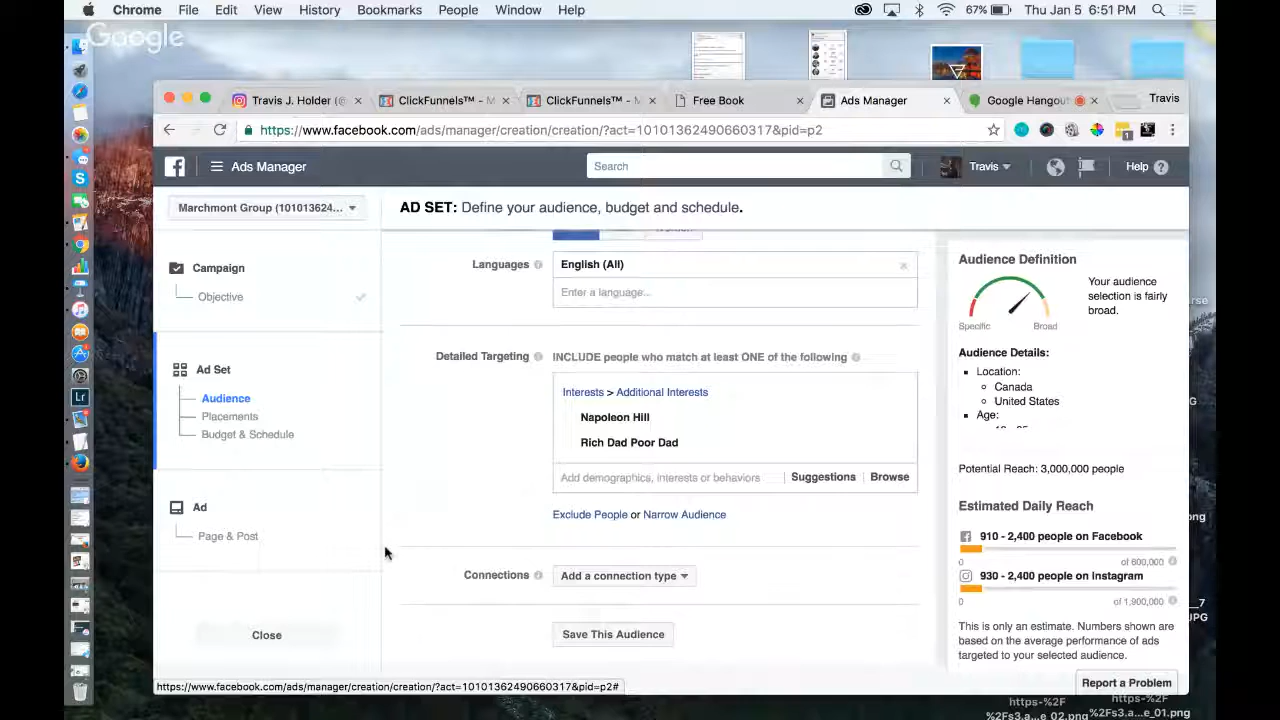 Chrome File Edit View History Bookmarks People Window Help 67% Thu Jan 5 6:51 PM
Google
Travis J. Holder (@ ClickFunnels™ - M ClickFunnels™ - M Free Book Ads Manager Google Hangout Travis
https://www.facebook.com/ads/manager/creation/creation/?act=10101362490660317&pid=p2
1
Ads Manager Search Travis Help
Marchmont Group (101013624... AD SET: Define your audience, budget and schedule.
Campaign
Objective
Ad Set
Audience
Placements
Budget & Schedule
Ad
Page & Post
Close
Languages English (All)
Enter a language...
Detailed Targeting INCLUDE people who match at least ONE of the following
Interests > Additional Interests
Napoleon Hill
Rich Dad Poor Dad
Add demographics, interests or behaviors Suggestions Browse
Exclude People or Narrow Audience
Connections Add a connection type
Save This Audience
Audience Definition
Your audience
selection is fairly
broad.
Specific Broad
Audience Details:
Location:
Canada
United States
Age:
Potential Reach: 3,000,000 people
Estimated Daily Reach
910 - 2,400 people on Facebook
0 of 600,000
930 - 2,400 people on Instagram
0 of 1,900,000
This is only an estimate. Numbers shown are
based on the average performance of ads
targeted to your selected audience.
Report a Problem
https://www.facebook.com/ads/manager/creation/creation/?act=10101362490660317&pid=p2#
Lr